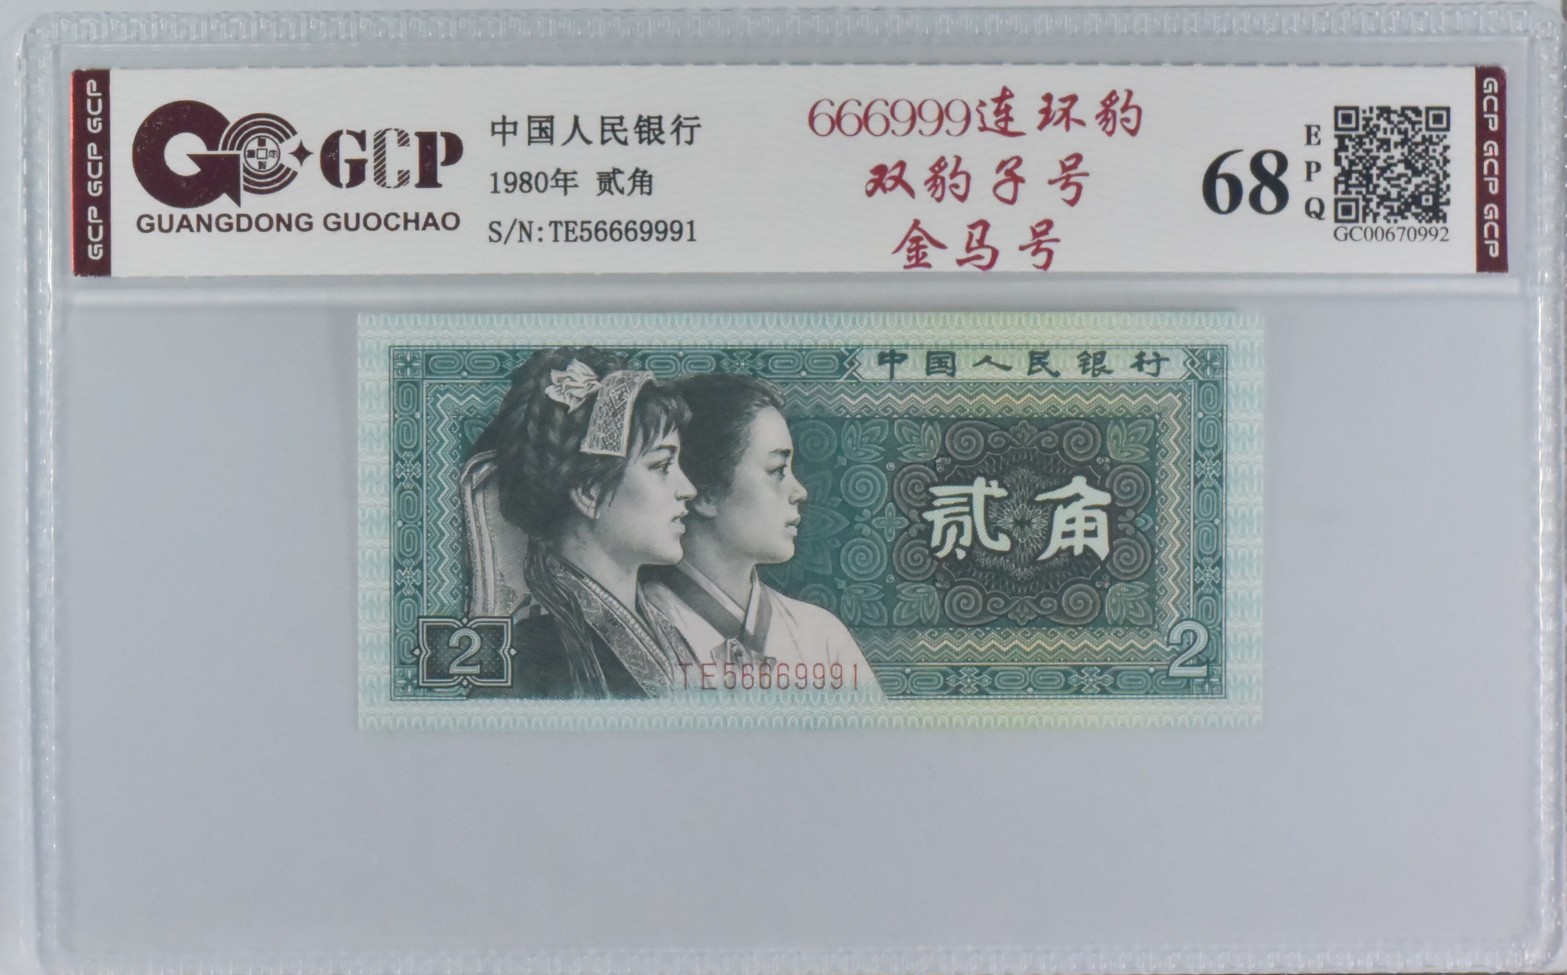 GCP GCP GCP
GC GCP
GUANGDONG GUOCHAO
中国人民银行
1980年 贰角
S/N:TE56669991
666999连环豹
双豹子号
金马号
68
EPQ
GC00670992
GCP GCP GCP
中国人民银行
贰角
2
2
TE56669991